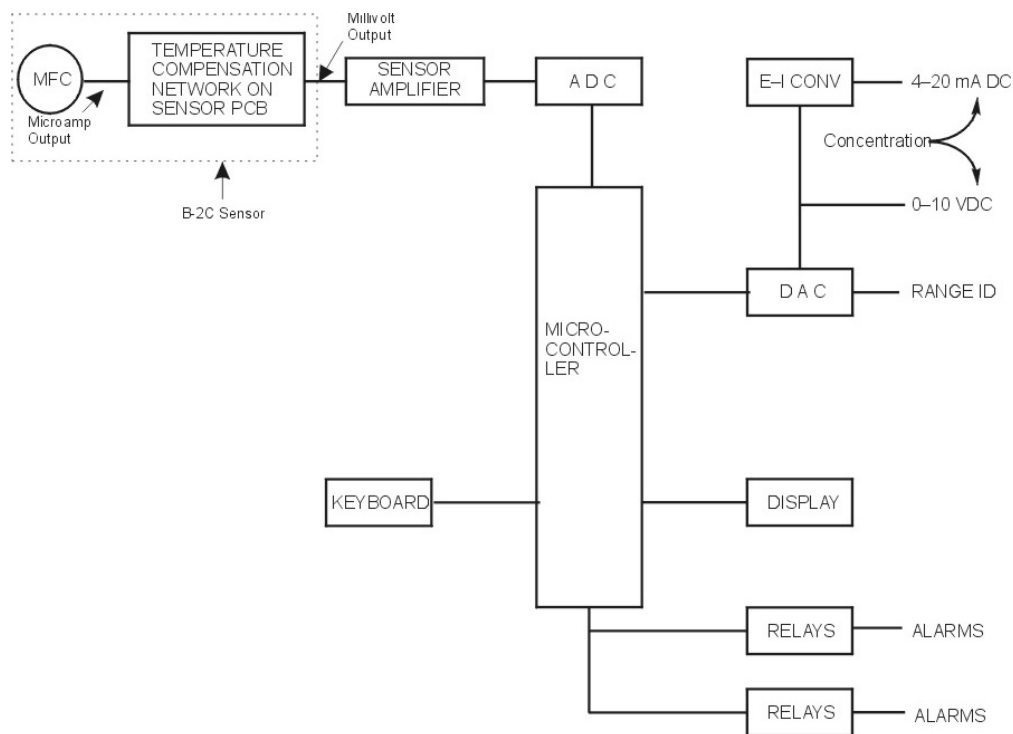 Millivolt
Output
MFC
TEMPERATURE
COMPENSATION
NETWORK ON
SENSOR PCB
Microamp
Output
B-2C Sensor
SENSOR
AMPLIFIER
A D C
E–I CONV
4–20 mA DC
Concentration
0–10 VDC
D A C
RANGE ID
MICRO-
CONTROL-
LER
KEYBOARD
DISPLAY
RELAYS
ALARMS
RELAYS
ALARMS